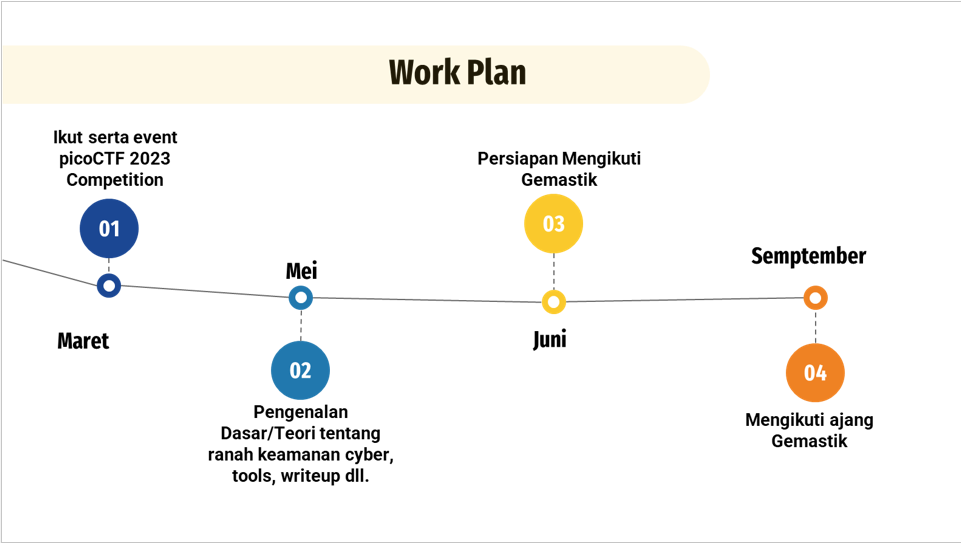 Work Plan
Ikut serta event
picoCTF 2023
Competition
01
Maret
Mei
02
Pengenalan
Dasar/Teori tentang
ranah keamanan cyber,
tools, writeup dll.
Persiapan Mengikuti
Gemastik
03
Juni
Semptember
04
Mengikuti ajang
Gemastik